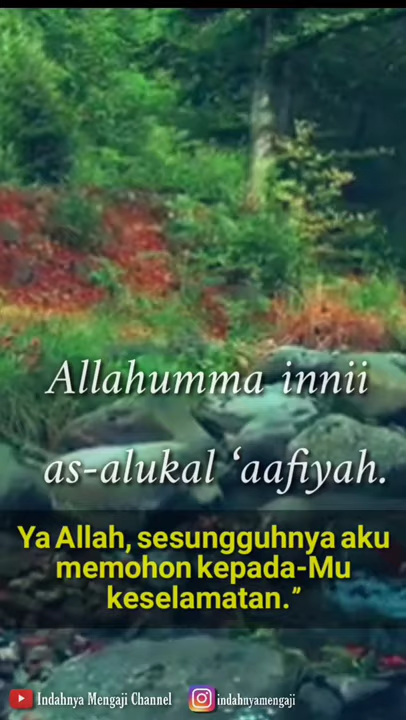 Allahumma innii
as-alukal ‘aafiyah.
Ya Allah, sesungguhnya aku
memohon kepada-Mu
keselamatan.”
Indahnya Mengaji Channel
indahnyamengaji